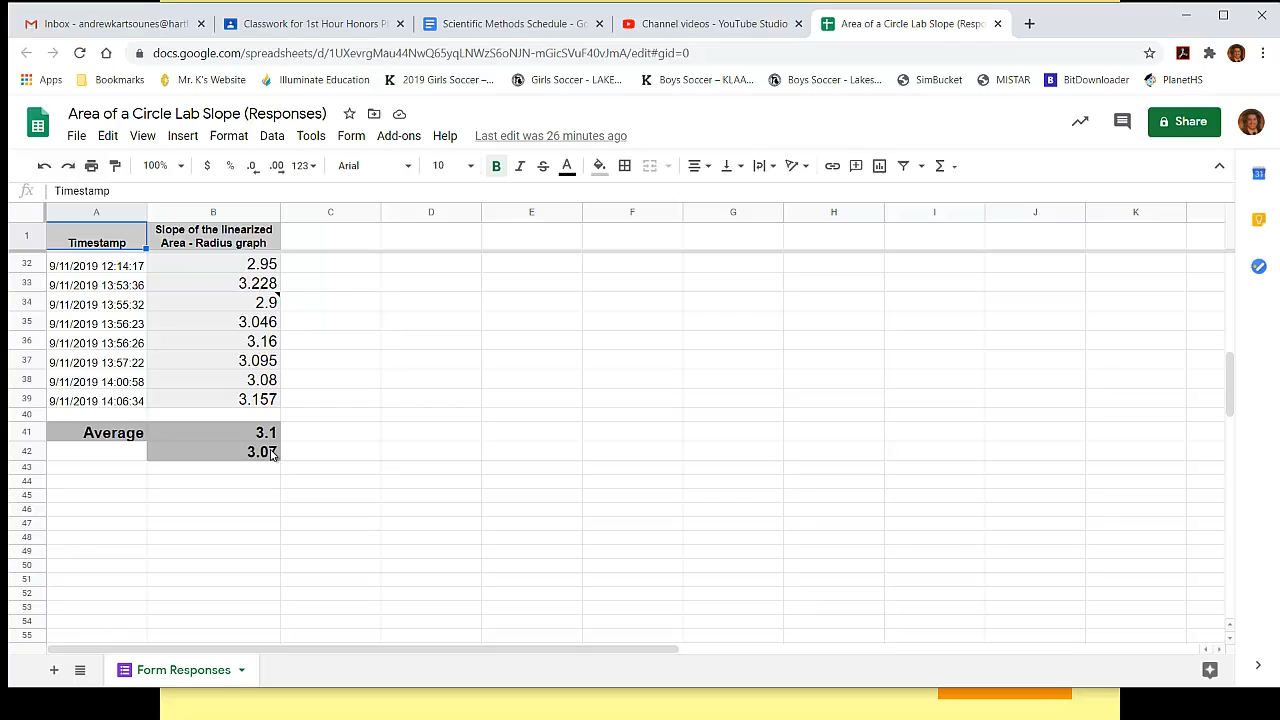 Inbox - andrewkartsounes@hart
Classwork for 1st Hour Honors P
Scientific Methods Schedule - Go
Channel videos - YouTube Studio
Area of a Circle Lab Slope (Respo
docs.google.com/spreadsheets/d/1UXevrgMau44NwQ65yqLNWzS6oNJN-mGicSVuF40vJmA/edit#gid=0
Apps Bookmarks Mr. K's Website Illuminate Education 2019 Girls Soccer –... Girls Soccer - LAKE... Boys Soccer - KLAA... Boys Soccer - Lakes... SimBucket MISTAR BitDownloader PlanetHS
Area of a Circle Lab Slope (Responses)
File Edit View Insert Format Data Tools Form Add-ons Help Last edit was 20 minutes ago
Share
100% $ % .0 .00 123 Arial 10 B I S A
fx Timestamp
A B C D E F G H I J K
1 Timestamp Slope of the linearized Area - Radius graph
32 9/11/2019 12:14:17 2.95
33 9/11/2019 13:53:36 3.228
34 9/11/2019 13:55:32 2.9
35 9/11/2019 13:56:23 3.046
36 9/11/2019 13:56:26 3.16
37 9/11/2019 13:57:22 3.095
38 9/11/2019 14:00:58 3.08
39 9/11/2019 14:06:34 3.157
40
41 Average 3.1
42 3.07
43
44
45
46
47
48
49
50
51
52
53
54
55
Form Responses
31